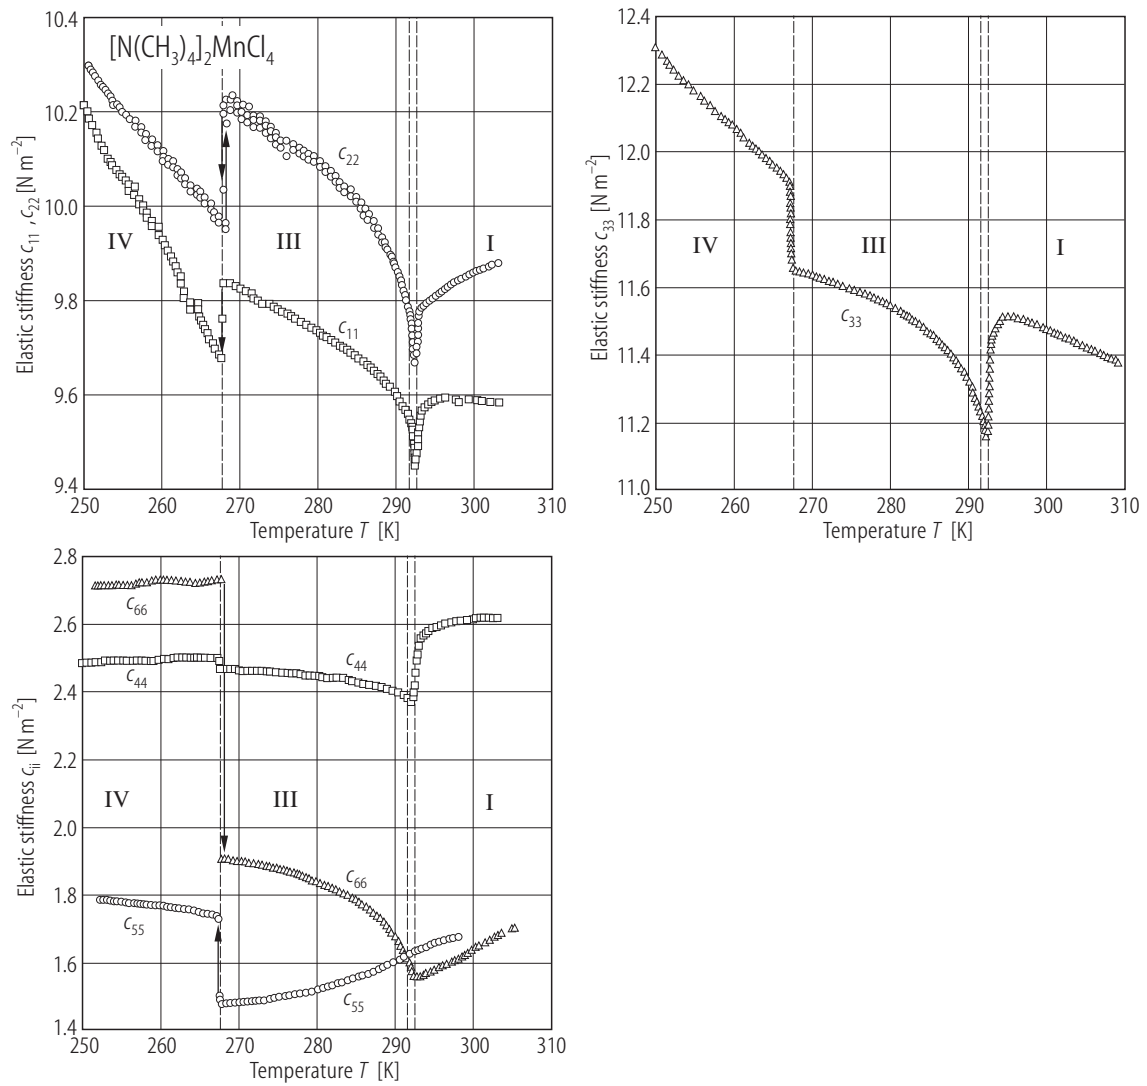 [N(CH₃)₄]₂MnCl₄
Elastic stiffness c₁₁ , c₂₂ [N m⁻²]
10.4
10.2
10.0
9.8
9.6
9.4
c₂₂
c₁₁
IV
III
I
250
260
270
280
290
300
310
Temperature T [K]
Elastic stiffness c₃₃ [N m⁻²]
12.4
12.2
12.0
11.8
11.6
11.4
11.2
11.0
IV
III
I
c₃₃
250
260
270
280
290
300
310
Temperature T [K]
Elastic stiffness cᵢᵢ [N m⁻²]
2.8
2.6
2.4
2.2
2.0
1.8
1.6
1.4
c₆₆
c₄₄
c₄₄
IV
III
I
c₆₆
c₅₅
c₅₅
250
260
270
280
290
300
310
Temperature T [K]